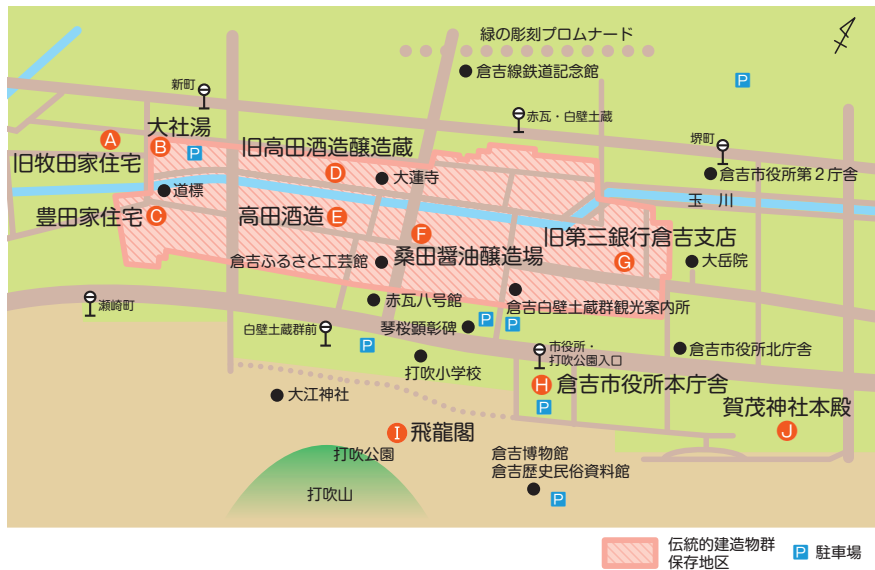 緑の彫刻プロムナード
倉吉線鉄道記念館
P
新町
赤瓦・白壁土蔵
堺町
A
旧牧田家住宅
大社湯
B
P
旧高田酒造醸造蔵
D
大蓮寺
倉吉市役所第2庁舎
玉 川
道標
豊田家住宅
C
高田酒造
E
F
桑田醤油醸造場
旧第三銀行倉吉支店
G
大岳院
倉吉ふるさと工芸館
倉吉白壁土蔵群観光案内所
赤瓦八号館
瀬崎町
白壁土蔵群前
琴桜顕彰碑
P
P
P
市役所・
打吹公園入口
倉吉市役所北庁舎
打吹小学校
H
倉吉市役所本庁舎
P
大江神社
賀茂神社本殿
J
I
飛龍閣
打吹公園
打吹山
倉吉博物館
倉吉歴史民俗資料館
P
伝統的建造物群
保存地区
P
駐車場